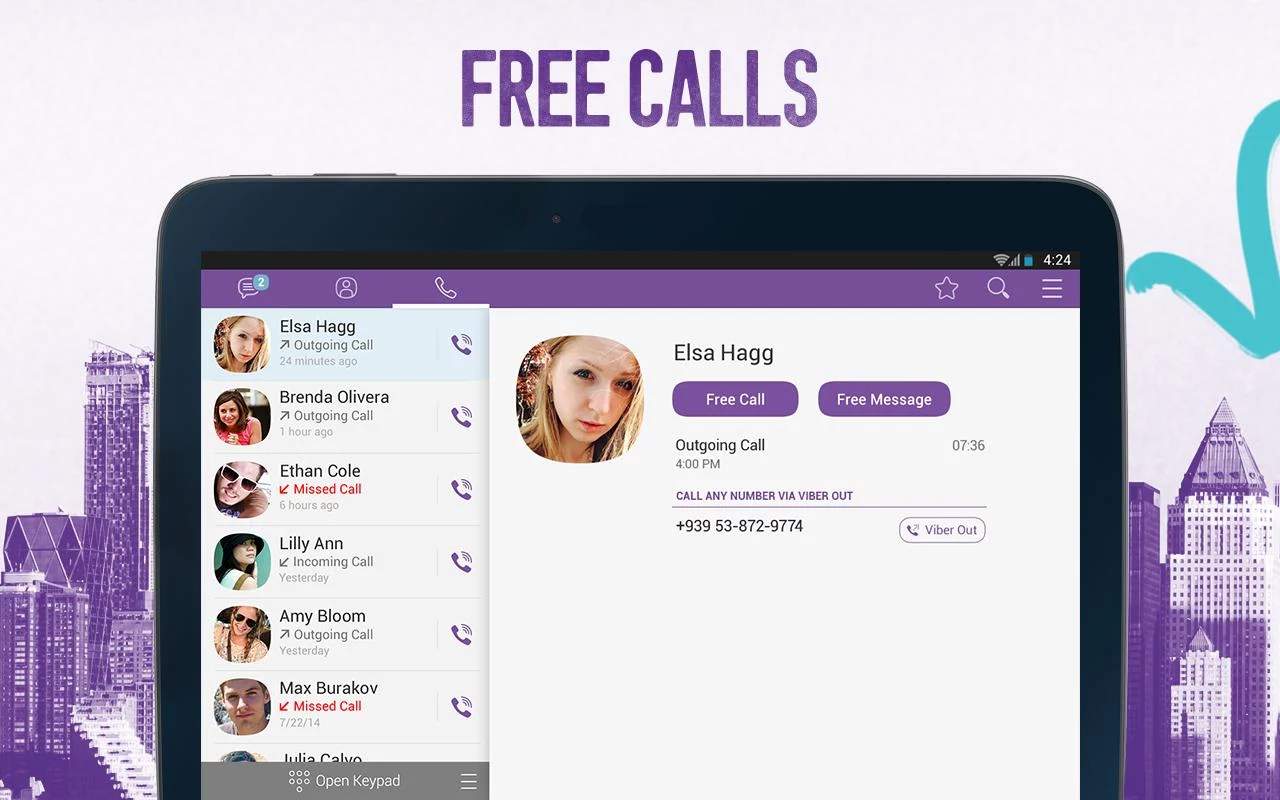 FREE CALLS
4:24
2
Elsa Hagg
Outgoing Call
24 minutes ago
Brenda Olivera
Outgoing Call
1 hour ago
Ethan Cole
Missed Call
6 hours ago
Lilly Ann
Incoming Call
Yesterday
Amy Bloom
Outgoing Call
Yesterday
Max Burakov
Missed Call
7/22/14
Julia Calvo
Open Keypad
Elsa Hagg
Free Call Free Message
Outgoing Call 07:36
4:00 PM
CALL ANY NUMBER VIA VIBER OUT
+939 53-872-9774 Viber Out